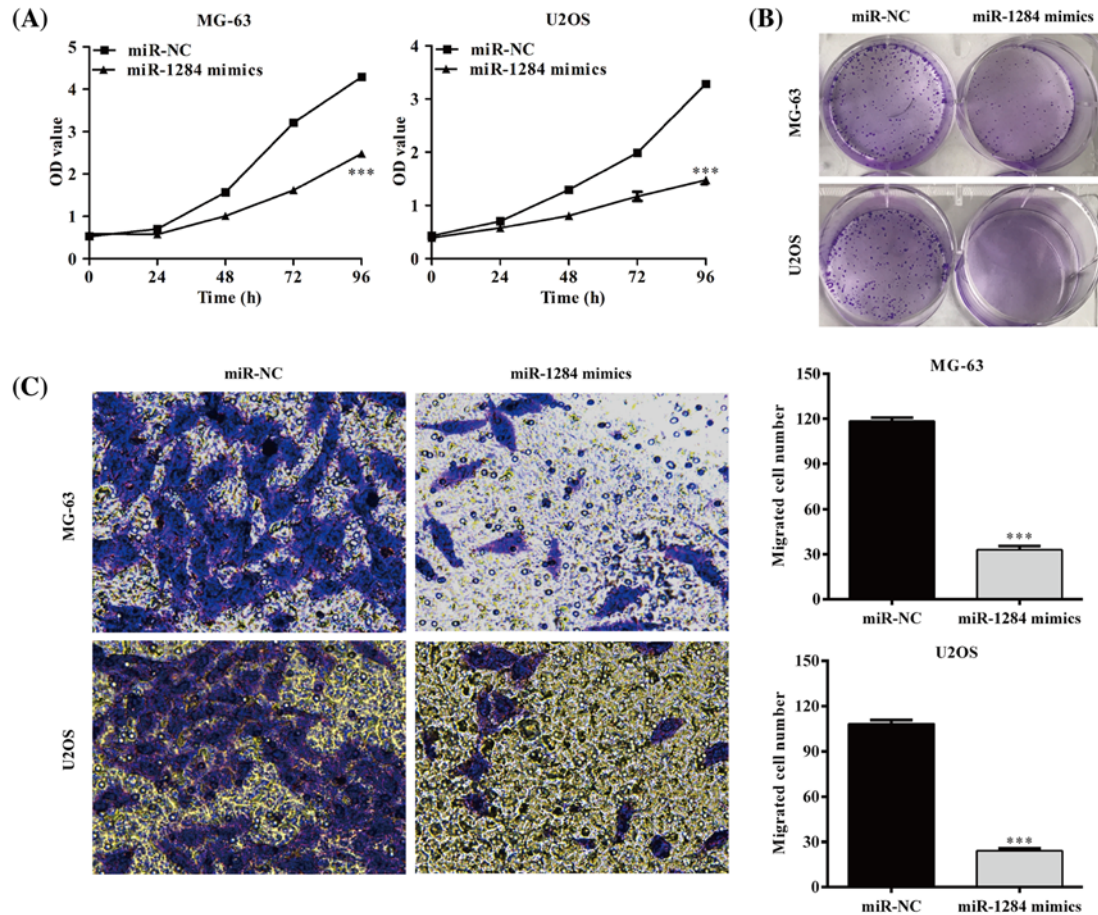 (A)
MG-63
miR-NC
miR-1284 mimics
OD value
5
4
3
2
1
0
0 24 48 72 96
Time (h)
***
U2OS
miR-NC
miR-1284 mimics
OD value
4
3
2
1
0
0 24 48 72 96
Time (h)
***
(B)
miR-NC miR-1284 mimics
MG-63
U2OS
(C)
miR-NC miR-1284 mimics
MG-63
U2OS
MG-63
Migrated cell number
150
120
90
60
30
0
***
miR-NC miR-1284 mimics
U2OS
Migrated cell number
150
120
90
60
30
0
***
miR-NC miR-1284 mimics